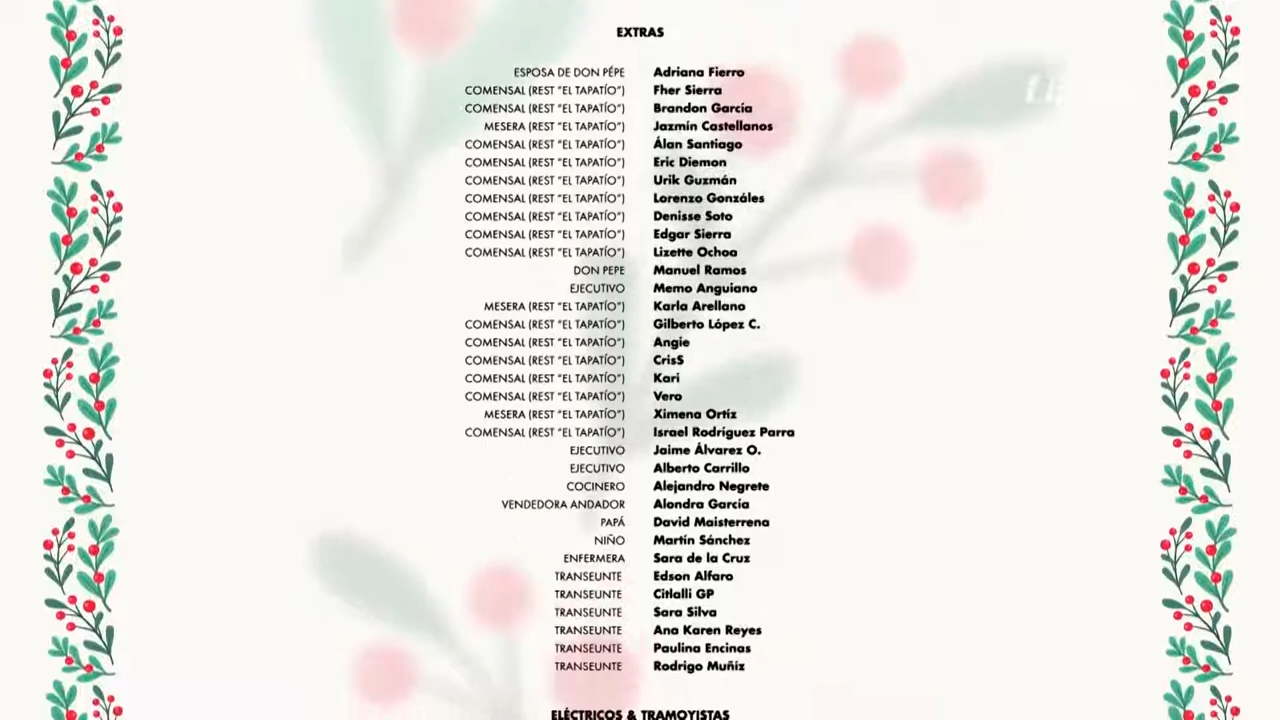 EXTRAS
ESPOSA DE DON PÉPE Adriana Fierro
COMENSAL (REST "EL TAPATÍO") Fher Sierra
COMENSAL (REST "EL TAPATÍO") Brandon García
MESERA (REST "EL TAPATÍO") Jazmín Castellanos
COMENSAL (REST "EL TAPATÍO") Álan Santiago
COMENSAL (REST "EL TAPATÍO") Eric Diemon
COMENSAL (REST "EL TAPATÍO") Urik Guzmán
COMENSAL (REST "EL TAPATÍO") Lorenzo Gonzáles
COMENSAL (REST "EL TAPATÍO") Denisse Soto
COMENSAL (REST "EL TAPATÍO") Edgar Sierra
COMENSAL (REST "EL TAPATÍO") Lizette Ochoa
DON PEPE Manuel Ramos
EJECUTIVO Memo Anguiano
MESERA (REST "EL TAPATÍO") Karla Arellano
COMENSAL (REST "EL TAPATÍO") Gilberto López C.
COMENSAL (REST "EL TAPATÍO") Angie
COMENSAL (REST "EL TAPATÍO") CrisS
COMENSAL (REST "EL TAPATÍO") Kari
COMENSAL (REST "EL TAPATÍO") Vero
MESERA (REST "EL TAPATÍO") Ximena Ortíz
COMENSAL (REST "EL TAPATÍO") Israel Rodríguez Parra
EJECUTIVO Jaime Álvarez O.
EJECUTIVO Alberto Carrillo
COCINERO Alejandro Negrete
VENDEDORA ANDADOR Alondra García
PAPÁ David Maisterrena
NIÑO Martín Sánchez
ENFERMERA Sara de la Cruz
TRANSEUNTE Edson Alfaro
TRANSEUNTE Citlalli GP
TRANSEUNTE Sara Silva
TRANSEUNTE Ana Karen Reyes
TRANSEUNTE Paulina Encinas
TRANSEUNTE Rodrigo Muñíz
ELÉCTRICOS & TRAMOYISTAS